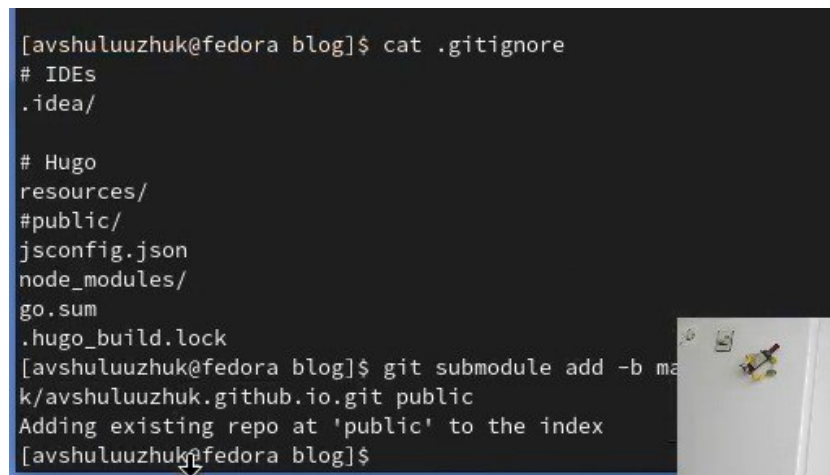 [avshuluuzhuk@fedora blog]$ cat .gitignore
# IDEs
.idea/
# Hugo
resources/
#public/
jsconfig.json
node_modules/
go.sum
.hugo_build.lock
[avshuluuzhuk@fedora blog]$ git submodule add -b ma
k/avshuluuzhuk.github.io.git public
Adding existing repo at 'public' to the index
[avshuluuzhuk@fedora blog]$